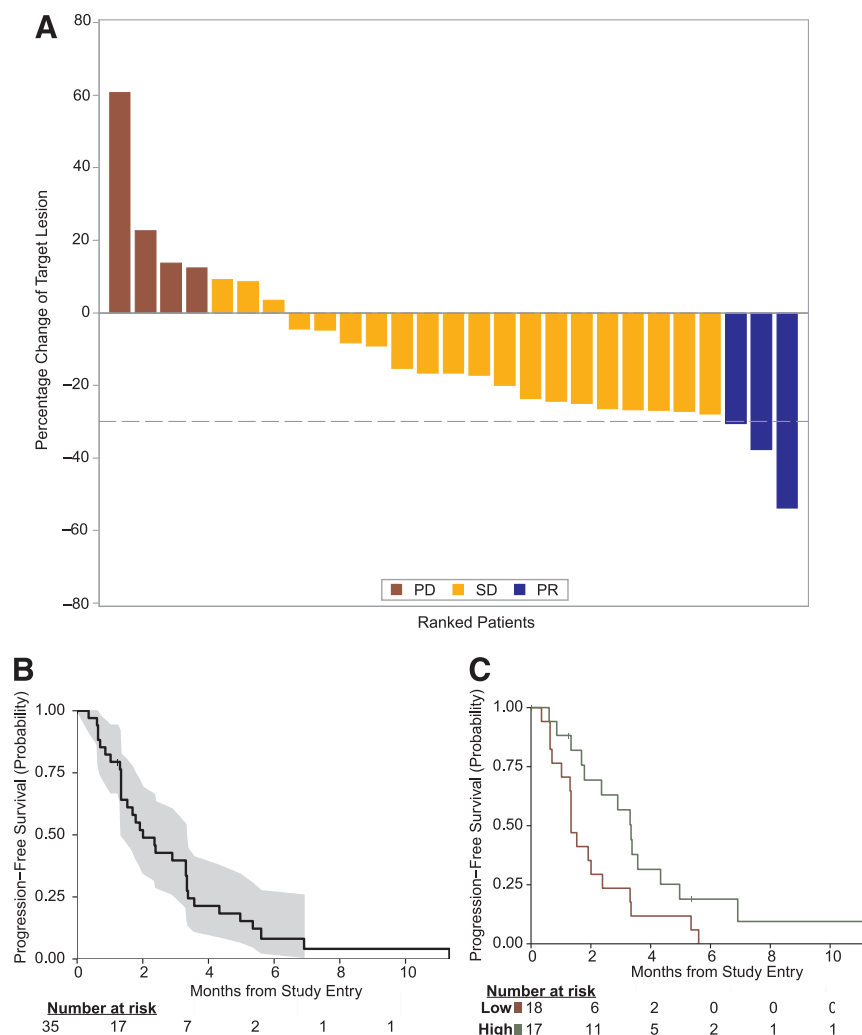 A
80
60
40
20
0
−20
−40
−60
−80
Percentage Change of Target Lesion
PD SD PR
Ranked Patients
B
1.00
0.75
0.50
0.25
0.00
Progression−Free Survival (Probability)
0 2 4 6 8 10
Months from Study Entry
Number at risk
35 17 7 2 1 1
C
1.00
0.75
0.50
0.25
0.00
Progression−Free Survival (Probability)
0 2 4 6 8 10
Months from Study Entry
Number at risk
Low 18 6 2 0 0 0
High 17 11 5 2 1 1